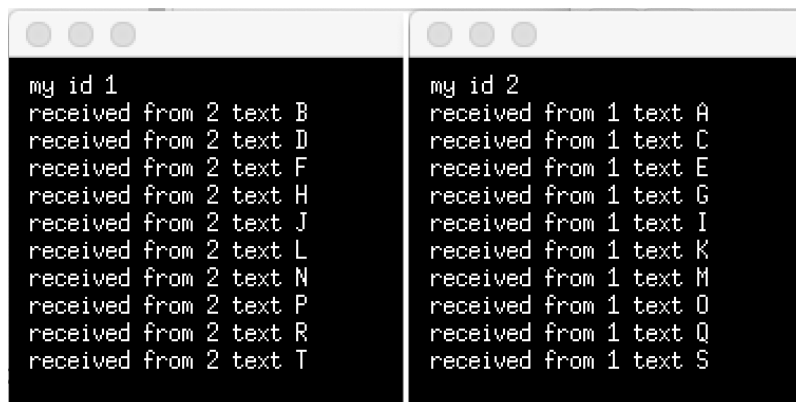 my id 1
received from 2 text B
received from 2 text D
received from 2 text F
received from 2 text H
received from 2 text J
received from 2 text L
received from 2 text N
received from 2 text P
received from 2 text R
received from 2 text T
my id 2
received from 1 text A
received from 1 text C
received from 1 text E
received from 1 text G
received from 1 text I
received from 1 text K
received from 1 text M
received from 1 text O
received from 1 text Q
received from 1 text S